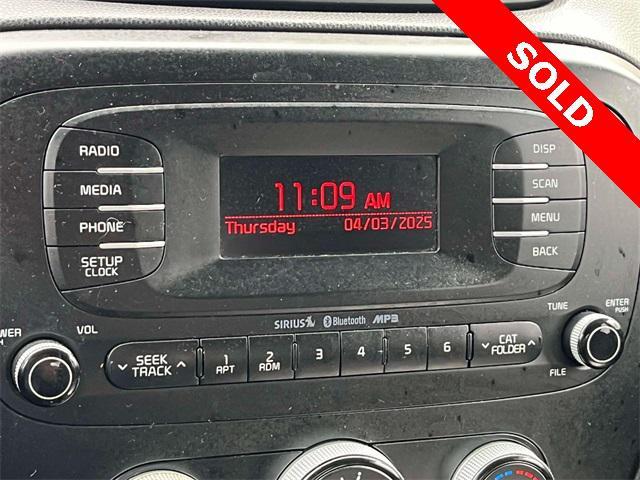 SOLD
RADIO
MEDIA
PHONE
SETUP
CLOCK
11:09 AM
Thursday 04/03/2025
DISP
SCAN
MENU
BACK
SIRIUS Bluetooth MP3
VOL
TUNE
ENTER
PUSH
SEEK
TRACK
1
RPT
2
RDM
3
4
5
6
CAT
FOLDER
FILE